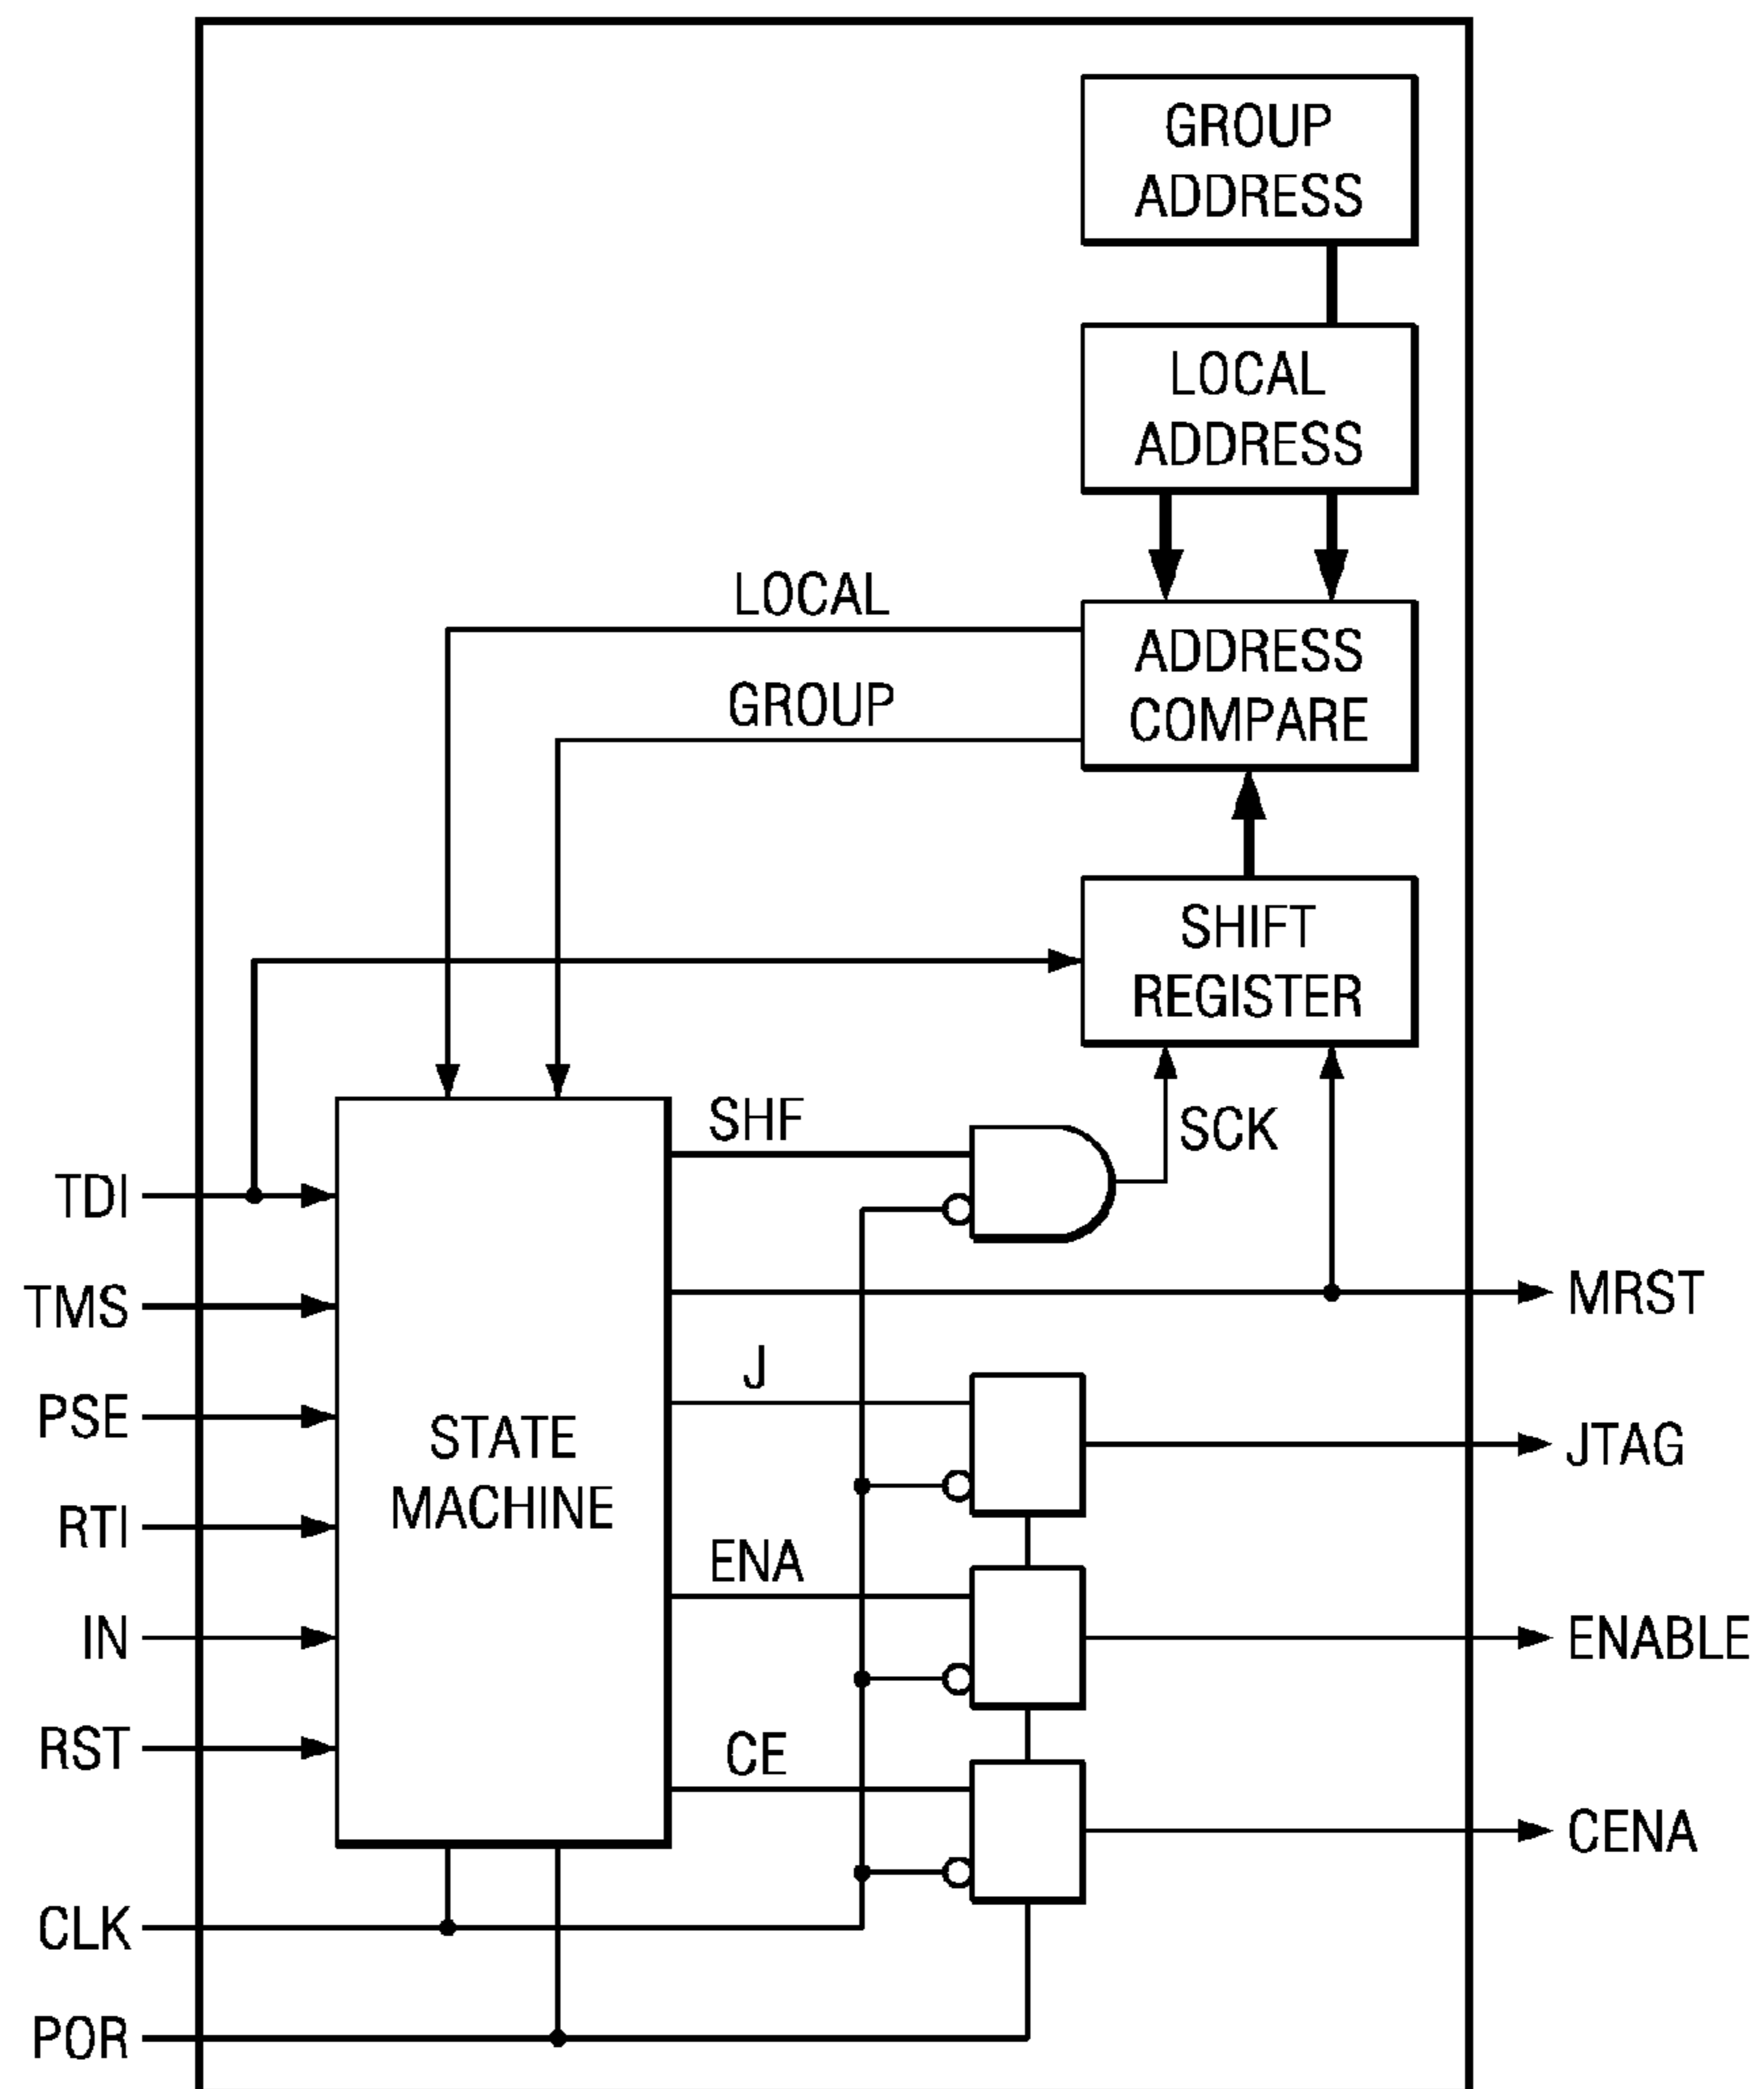 GROUP
ADDRESS
LOCAL
ADDRESS
LOCAL
ADDRESS
COMPARE
GROUP
SHIFT
REGISTER
SHF
SCK
TDI
TMS
MRST
J
PSE
STATE
MACHINE
JTAG
RTI
ENA
IN
ENABLE
RST
CE
CENA
CLK
POR